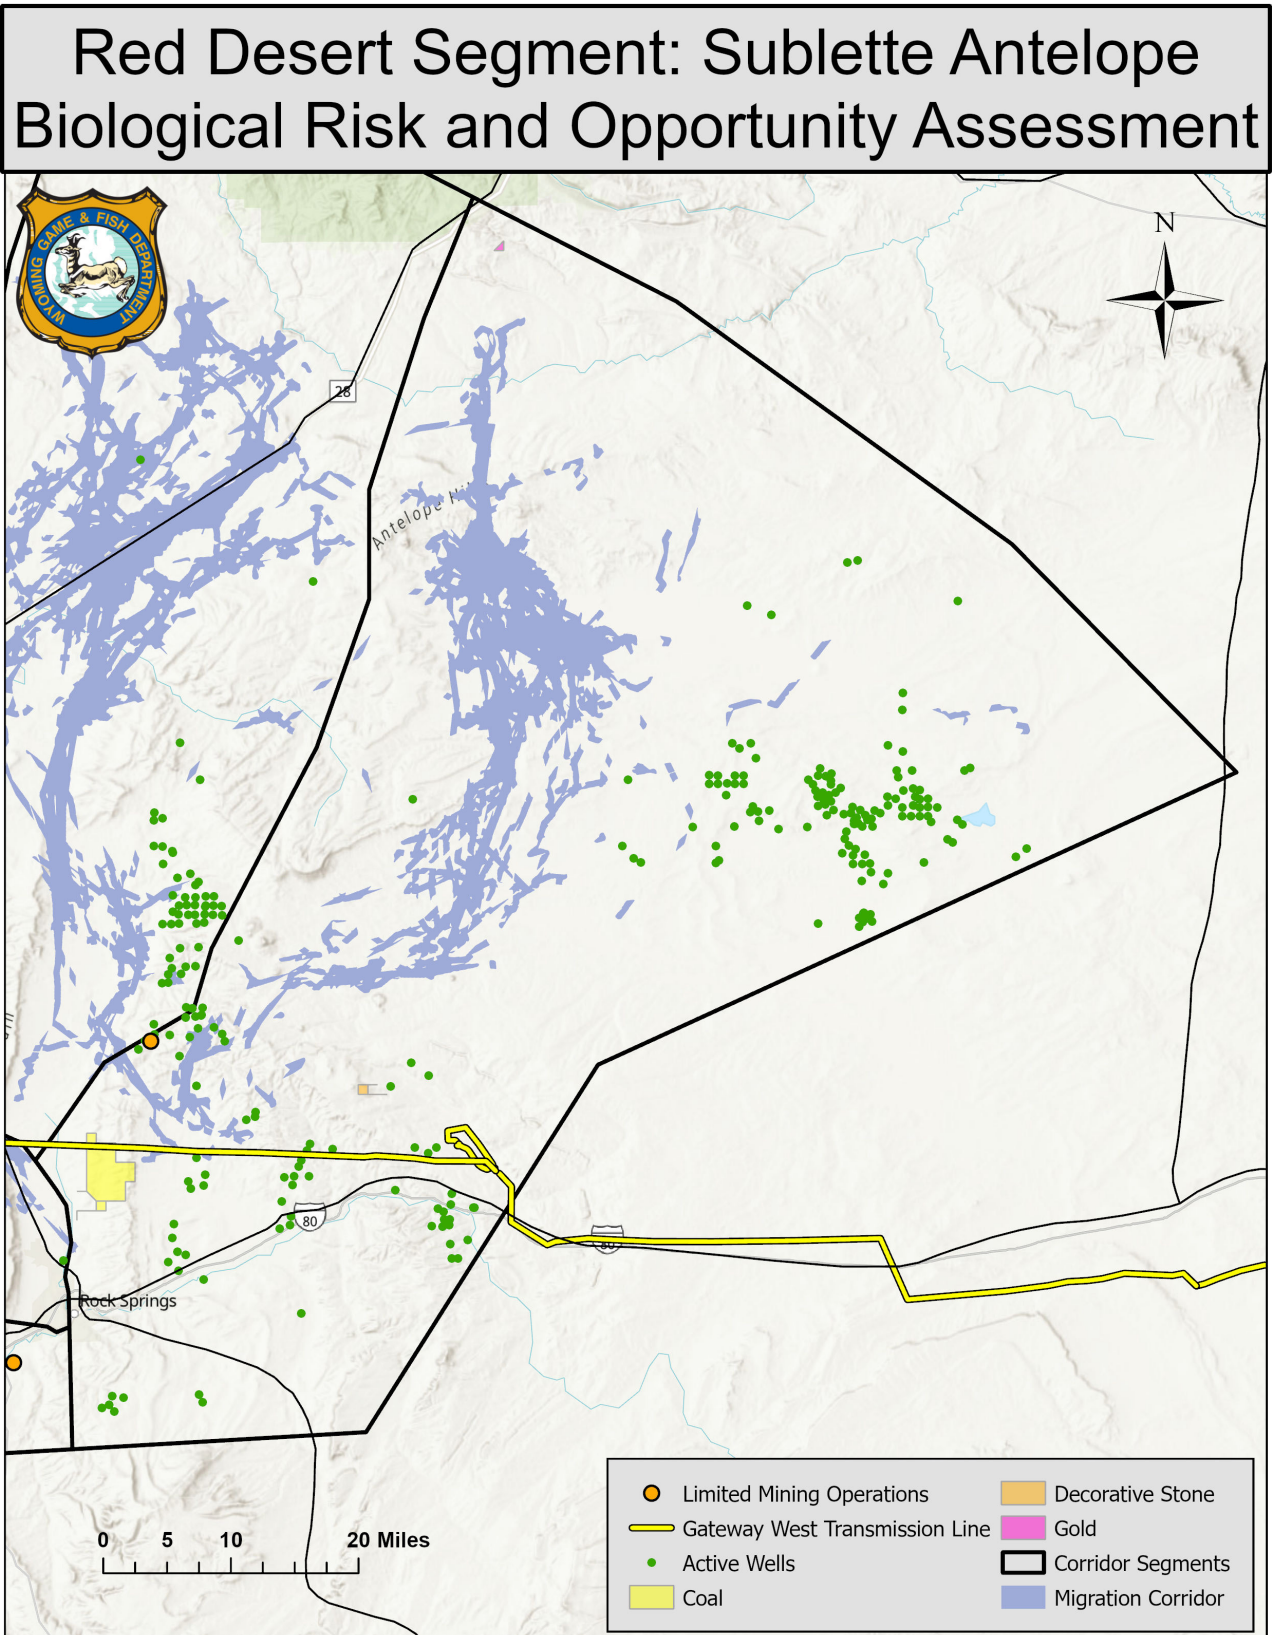 Red Desert Segment: Sublette Antelope
Biological Risk and Opportunity Assessment
WYOMING GAME & FISH DEPARTMENT
N
28
Antelope
80
80
Rock Springs
0 5 10 20 Miles
Limited Mining Operations
Gateway West Transmission Line
Active Wells
Coal
Decorative Stone
Gold
Corridor Segments
Migration Corridor